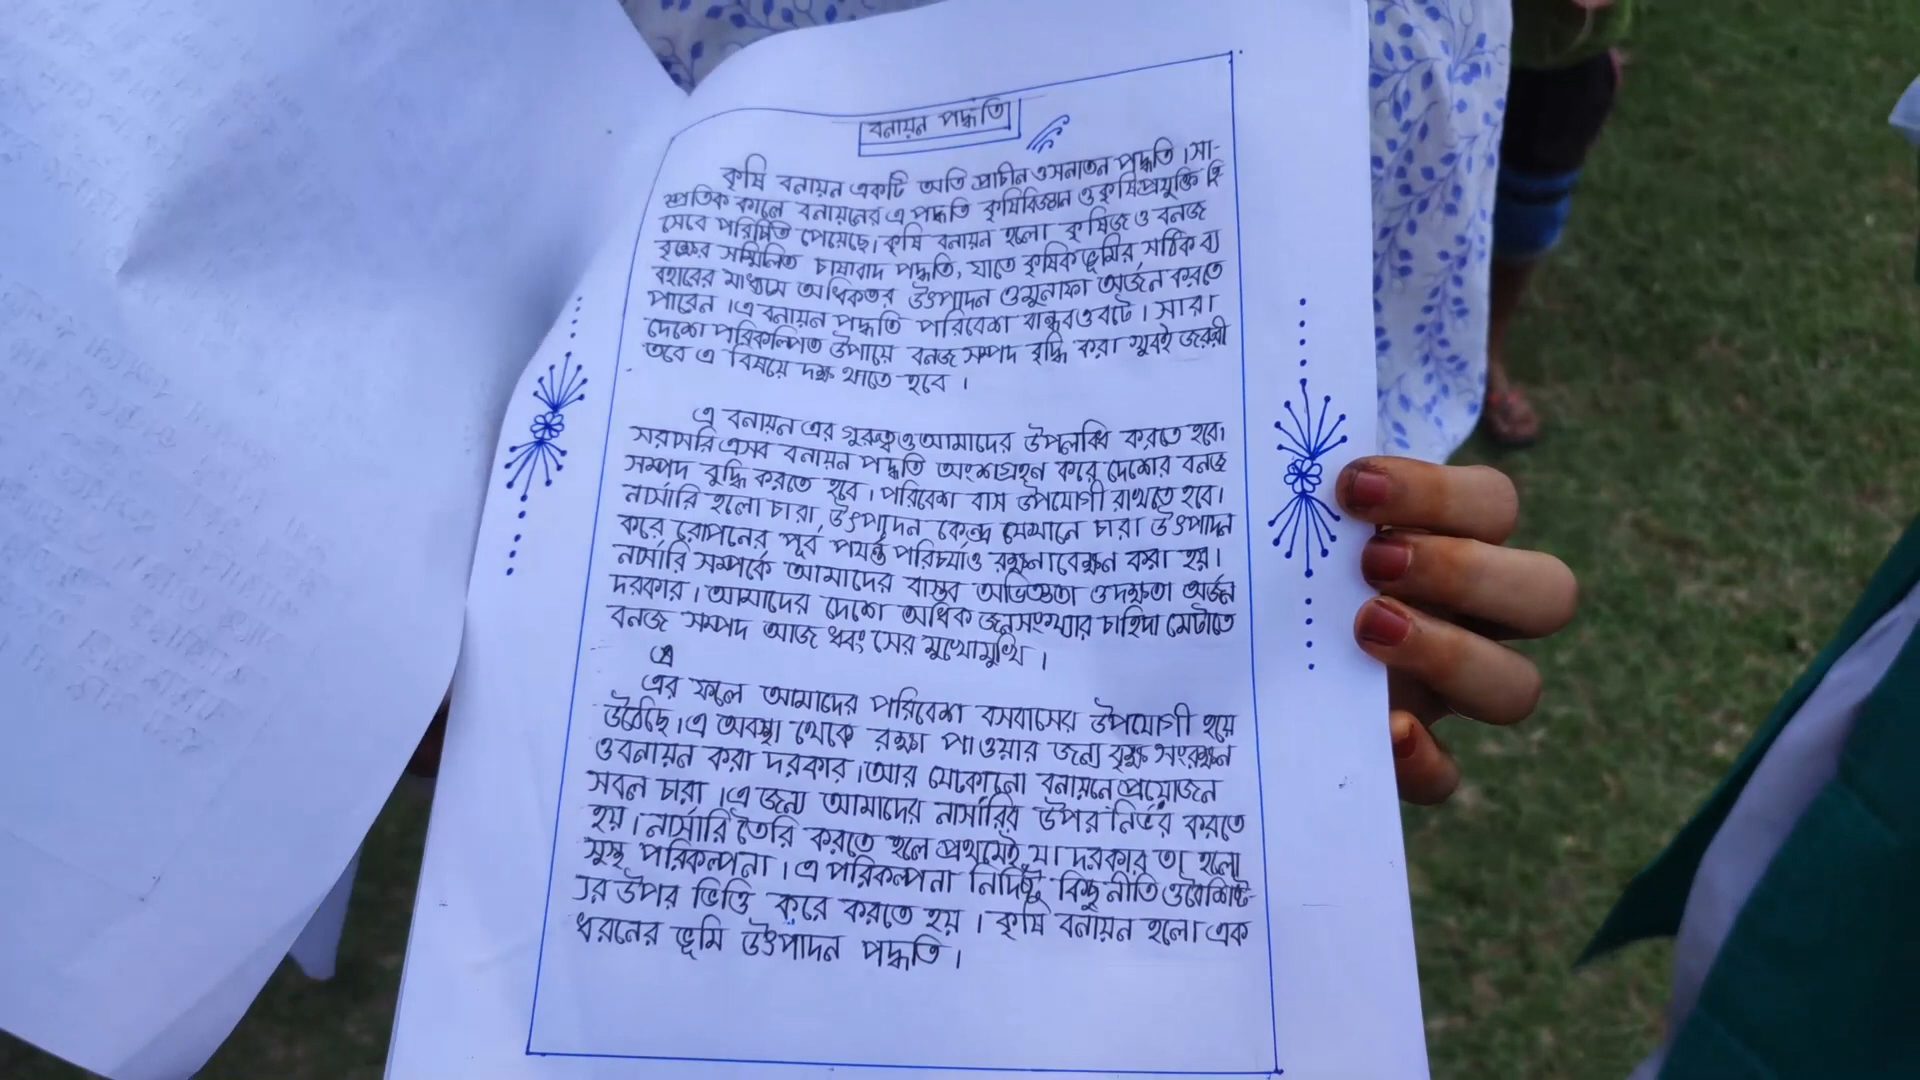 বনায়ন পদ্ধতি
কৃষি বনায়ন একটি অতি প্রাচীন ও সনাতন পদ্ধতি । সা-
ম্প্রতিক কালে বনায়নের এ পদ্ধতি কৃষিবিজ্ঞান ও কৃষিপ্রযুক্তি হি
সেবে পরিচিত পেয়েছে। কৃষি বনায়ন হলো কৃষিজ ও বনজ
বৃক্ষের সম্মিলিত চাষাবাদ পদ্ধতি, যাতে কৃষিক ভূমির সঠিক ব্য
বহারের মাধ্যমে অধিকতর উৎপাদন ও মুনাফা অর্জন করতে
পারেন । এ বনায়ন পদ্ধতি পরিবেশ বান্ধব ও বটে । সারা
দেশে পরিকল্পিত উপায়ে বনজ সম্পদ বৃদ্ধি করা খুবই জরুরী
তবে এ বিষয়ে দক্ষ থাতে হবে ।
এ বনায়ন এর গুরুত্ব ও আমাদের উপলব্ধি করতে হবে।
সরাসরি এসব বনায়ন পদ্ধতি অংশগ্রহন করে দেশের বনজ
সম্পদ বুদ্ধি করতে হবে । পরিবেশ বাস উপযোগী রাখতে হবে।
নার্সারি হলো চারা উৎপাদন কেন্দ্র যেখানে চারা উৎপাদন
করে রোপনের পূর্ব পযর্ন্ত পরিচর্যাও রক্ষনাবেক্ষন করা হয়।
নার্সারি সম্পর্কে আমাদের বাস্তব অভিজ্ঞতা ও দক্ষতা অর্জন
দরকার । আমাদের দেশে অধিক জনসংখ্যার চাহিদা মেটাতে
বনজ সম্পদ আজ ধ্বংসের মুখোমুখি ।
এর ফলে আমাদের পরিবেশ বসবাসের উপযোগী হয়ে
উঠেছে। এ অবস্থা থেকে রক্ষা পাওয়ার জন্য বৃক্ষ সংরক্ষন
ও বনায়ন করা দরকার । আর যেকোনো বনায়নে প্রয়োজন
সবল চারা । এ জন্য আমাদের নার্সারির উপর নির্ভর করতে
হয় । নার্সারি তৈরি করতে হলে প্রথমেই যা দরকার তা হলো
সুস্থ পরিকল্পনা । এ পরিকল্পনা নির্দিষ্ট কিছু নীতি ও বৈশিষ্ট-
্যর উপর ভিত্তি করে করতে হয় । কৃষি বনায়ন হলো এক
ধরনের ভূমি উৎপাদন পদ্ধতি ।